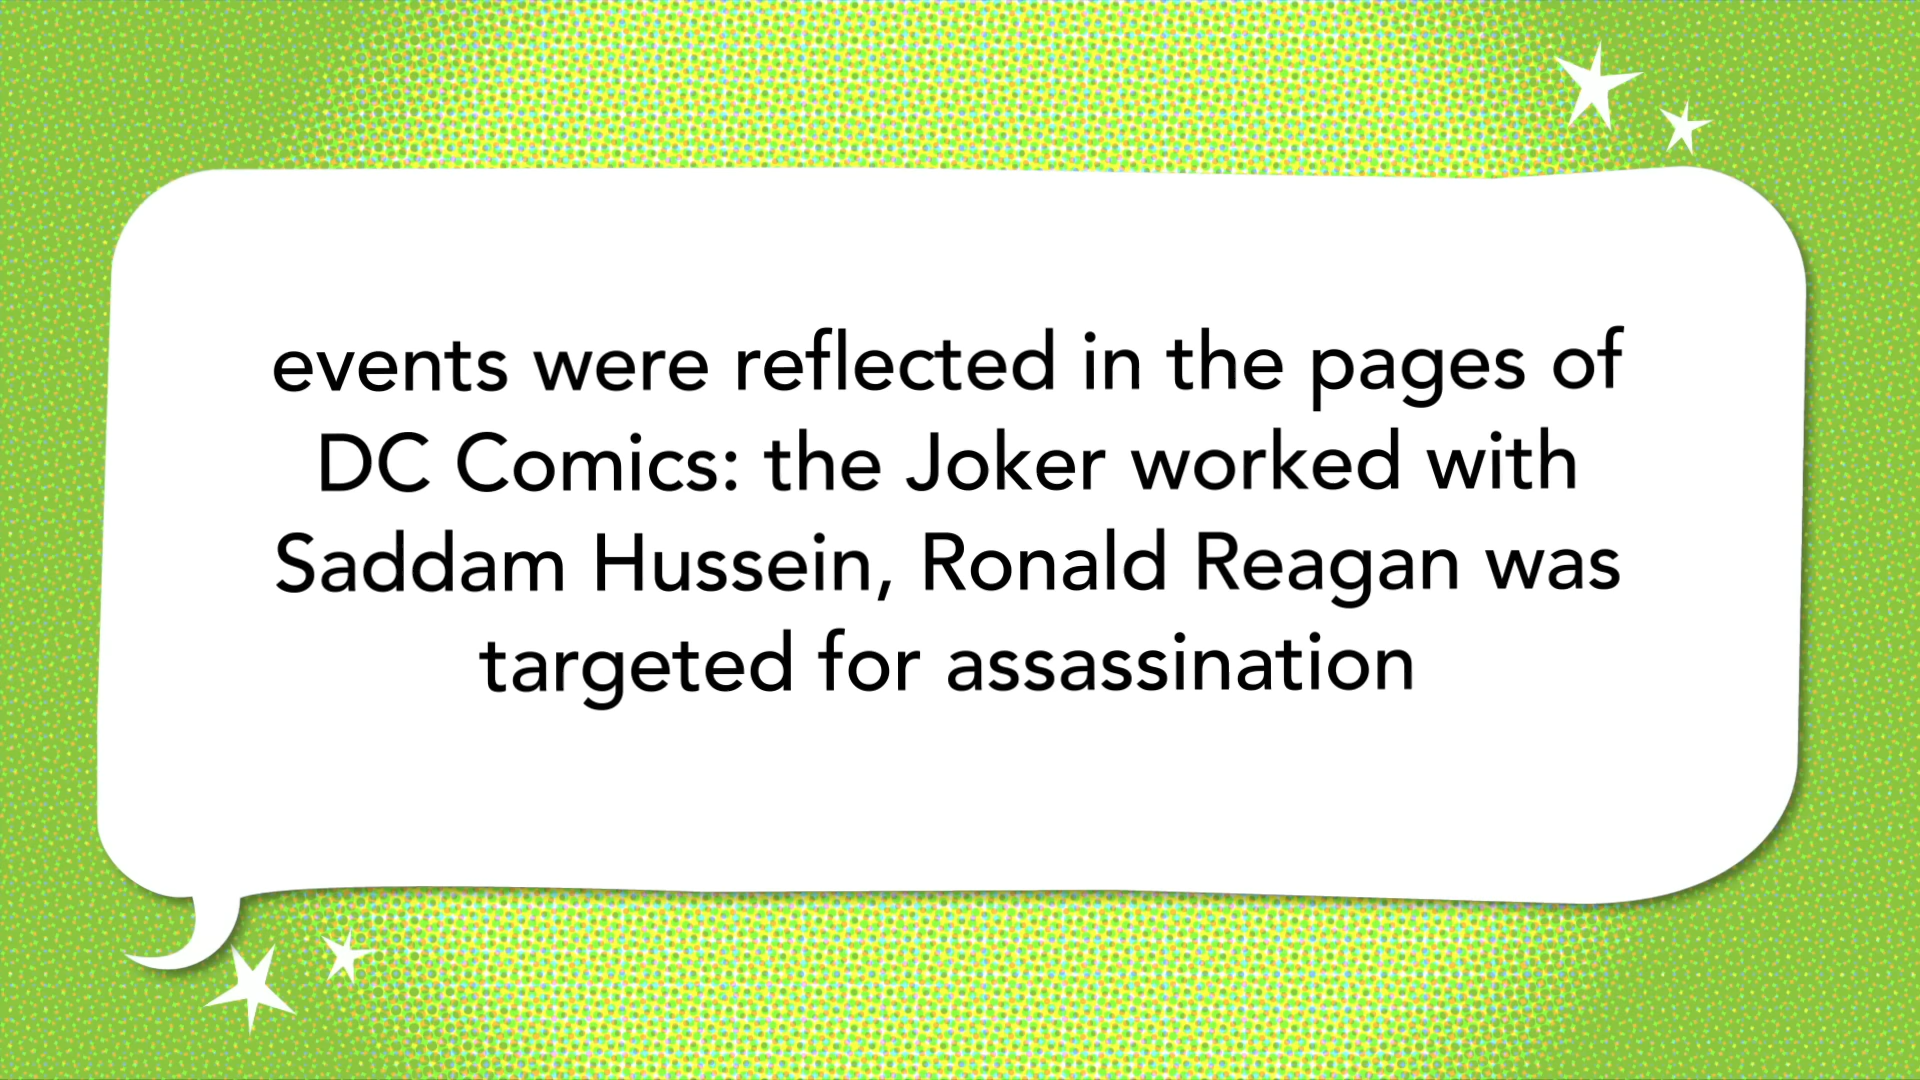 events were reflected in the pages of
DC Comics: the Joker worked with
Saddam Hussein, Ronald Reagan was
targeted for assassination